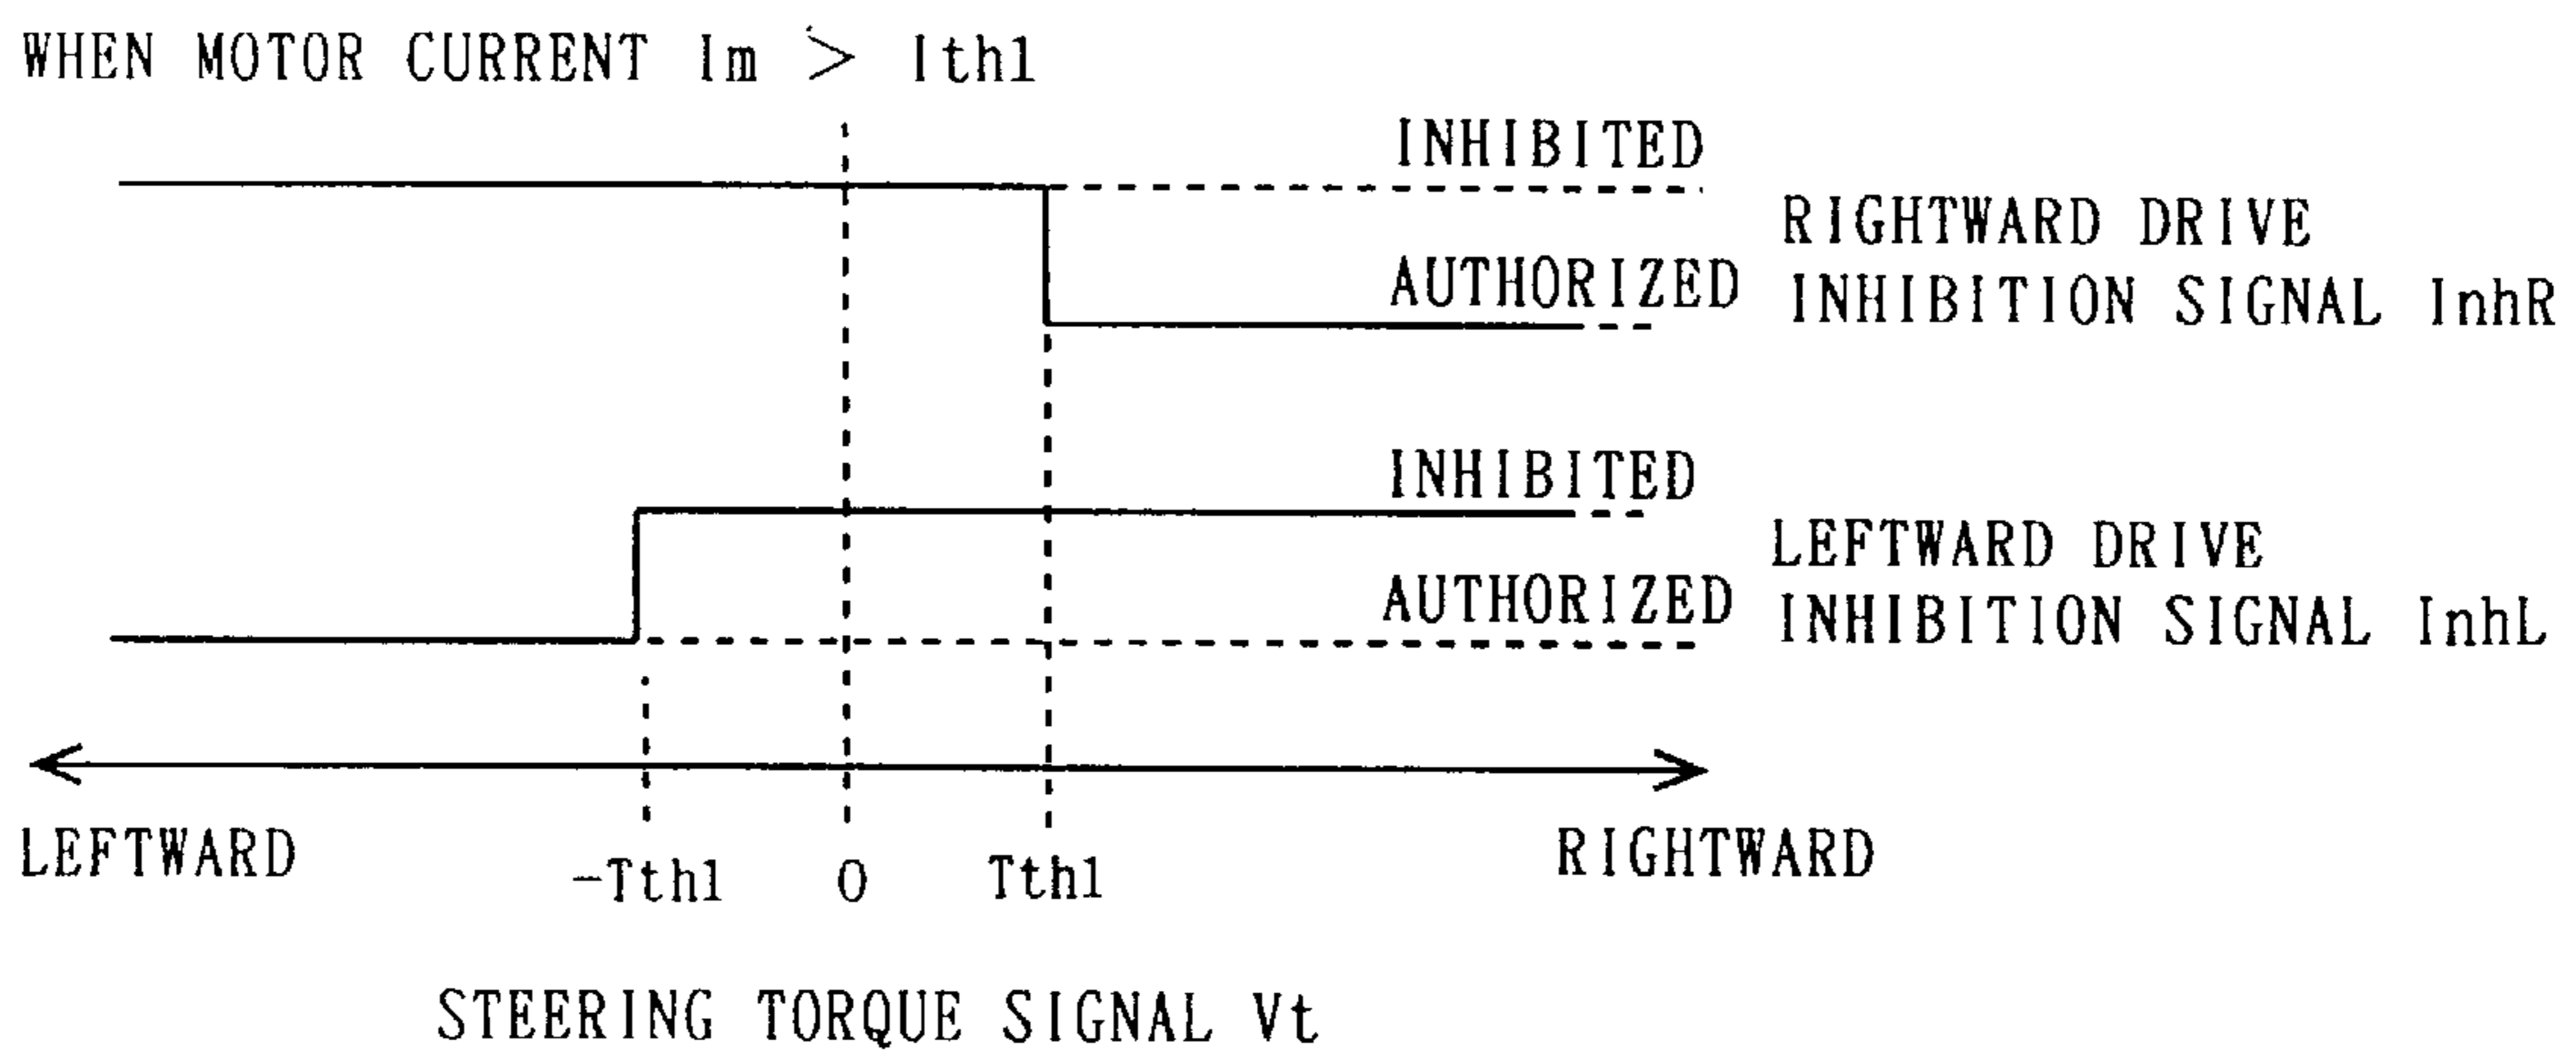 WHEN MOTOR CURRENT Im > Ith1
INHIBITED
RIGHTWARD DRIVE
AUTHORIZED
INHIBITION SIGNAL InhR
INHIBITED
LEFTWARD DRIVE
AUTHORIZED
INHIBITION SIGNAL InhL
LEFTWARD
RIGHTWARD
-Tth1
0
Tth1
STEERING TORQUE SIGNAL Vt